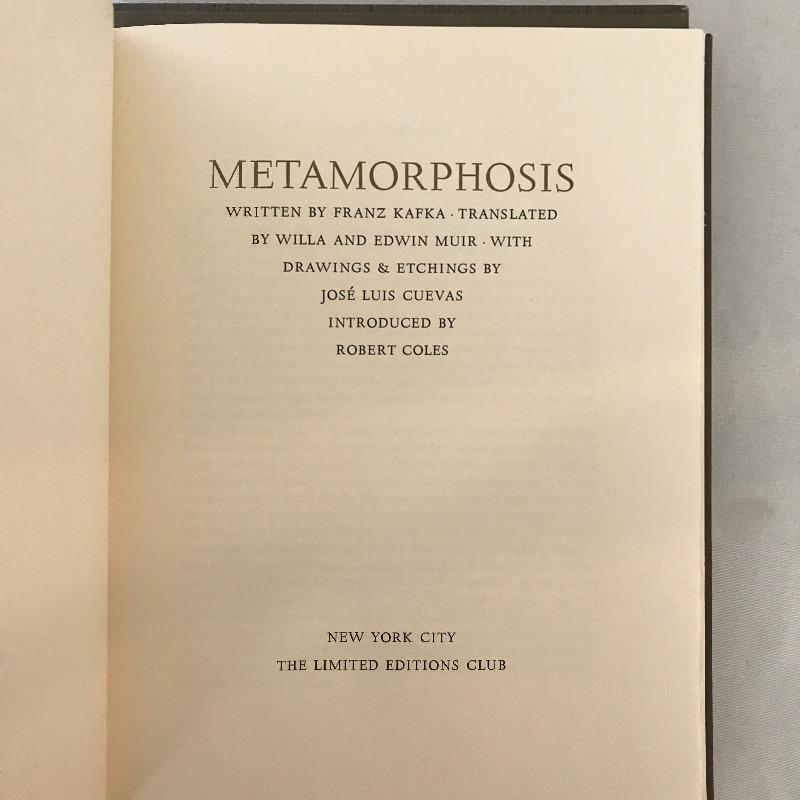 METAMORPHOSIS
WRITTEN BY FRANZ KAFKA · TRANSLATED
BY WILLA AND EDWIN MUIR · WITH
DRAWINGS & ETCHINGS BY
JOSÉ LUIS CUEVAS
INTRODUCED BY
ROBERT COLES
NEW YORK CITY
THE LIMITED EDITIONS CLUB